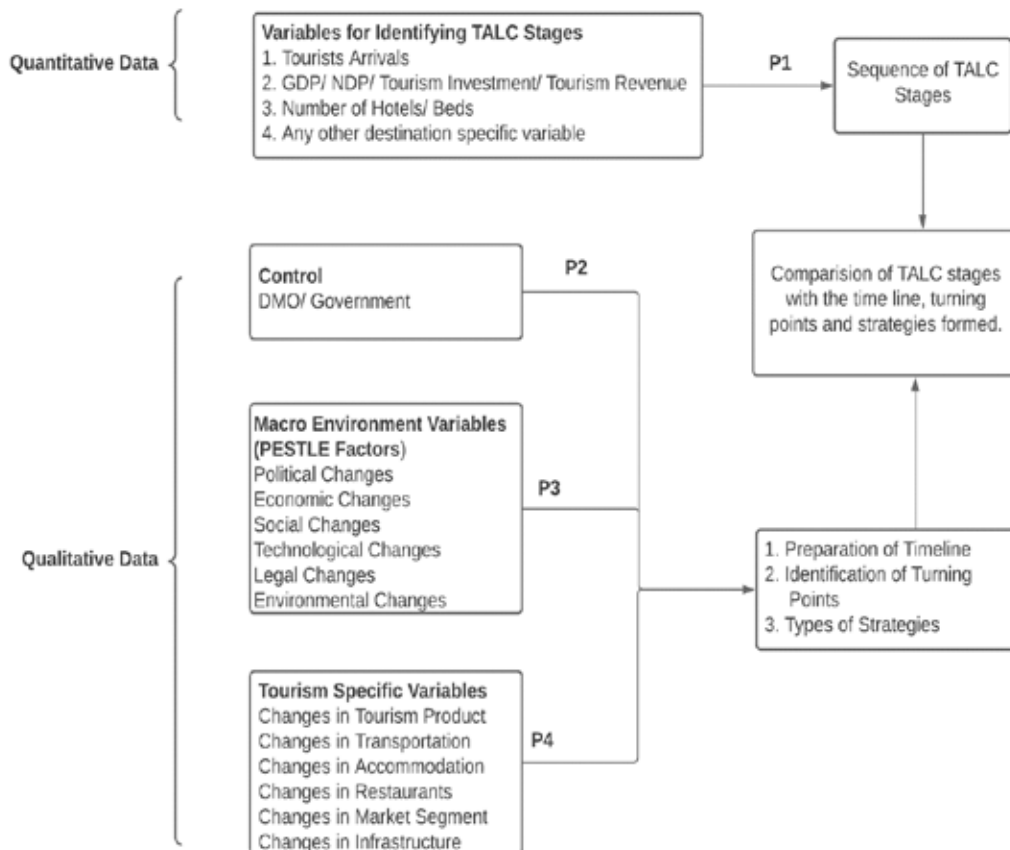 Quantitative Data
Variables for Identifying TALC Stages
1. Tourists Arrivals
2. GDP/ NDP/ Tourism Investment/ Tourism Revenue
3. Number of Hotels/ Beds
4. Any other destination specific variable
P1
Sequence of TALC
Stages
Comparision of TALC stages
with the time line, turning
points and strategies formed.
Qualitative Data
Control
DMO/ Government
P2
Macro Environment Variables
(PESTLE Factors)
Political Changes
Economic Changes
Social Changes
Technological Changes
Legal Changes
Environmental Changes
P3
Tourism Specific Variables
Changes in Tourism Product
Changes in Transportation
Changes in Accommodation
Changes in Restaurants
Changes in Market Segment
Changes in Infrastructure
P4
1. Preparation of Timeline
2. Identification of Turning
Points
3. Types of Strategies